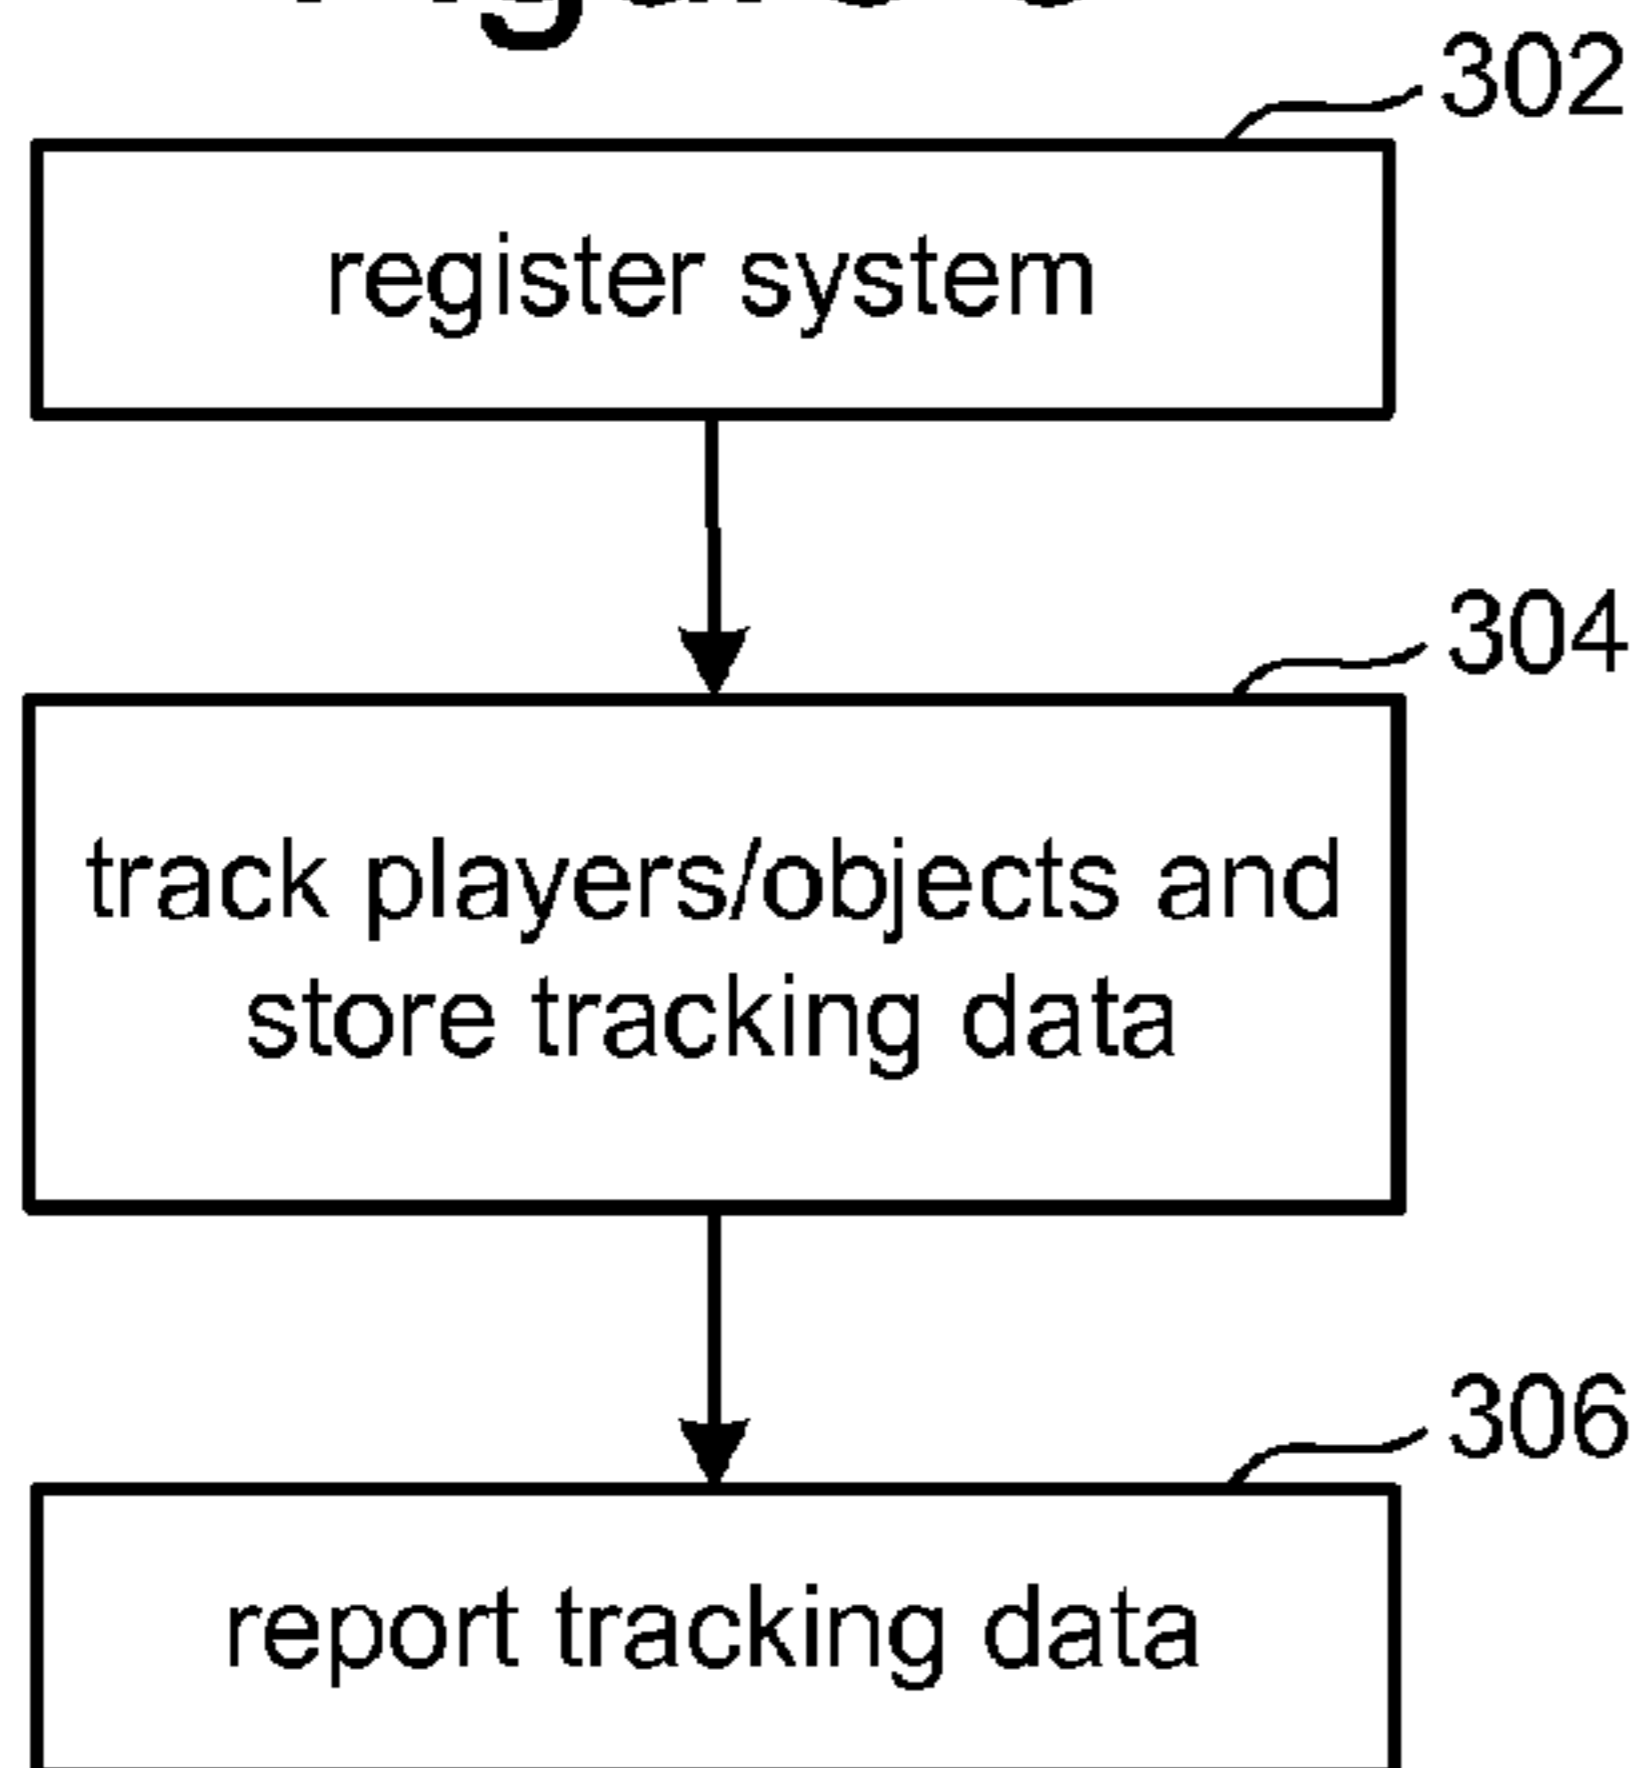 302
register system
304
track players/objects and
store tracking data
306
report tracking data